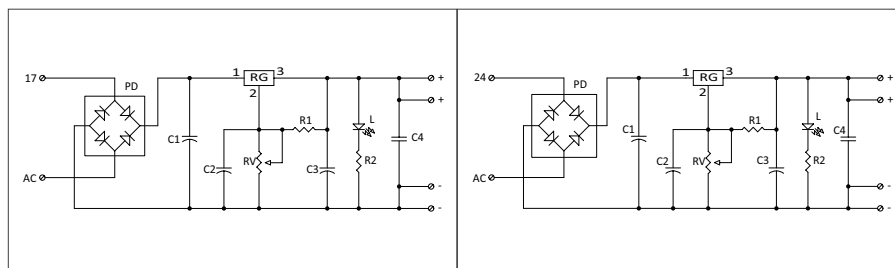 17
PD
1 RG 3
2
R1
L
C1
C2
RV
C3
R2
C4
AC
+
+
-
-
24
PD
1 RG 3
2
R1
L
C1
C2
RV
C3
R2
C4
AC
+
+
-
-